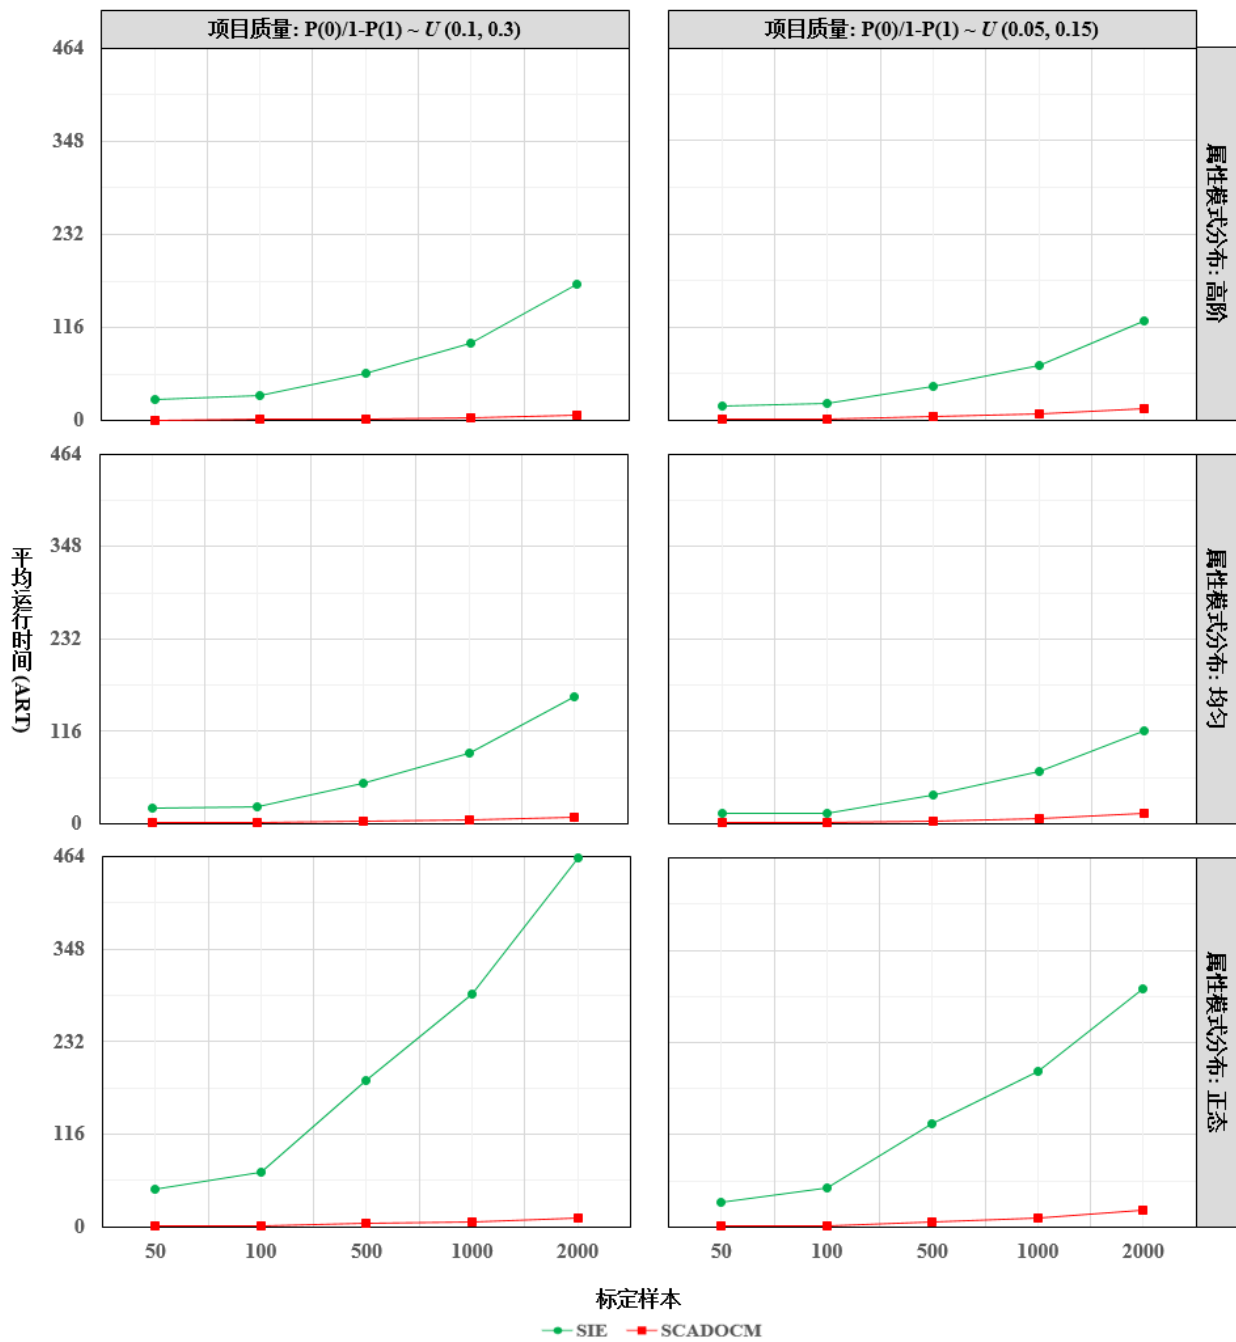 项目质量: P(0)/1-P(1) ~ U (0.1, 0.3)
项目质量: P(0)/1-P(1) ~ U (0.05, 0.15)
464
348
232
116
0
属性模式分布: 高阶
464
348
232
116
0
属性模式分布: 均匀
平均运行时间 (ART)
464
348
232
116
0
属性模式分布: 正态
50 100 500 1000 2000
50 100 500 1000 2000
标定样本
SIE SCADOCM